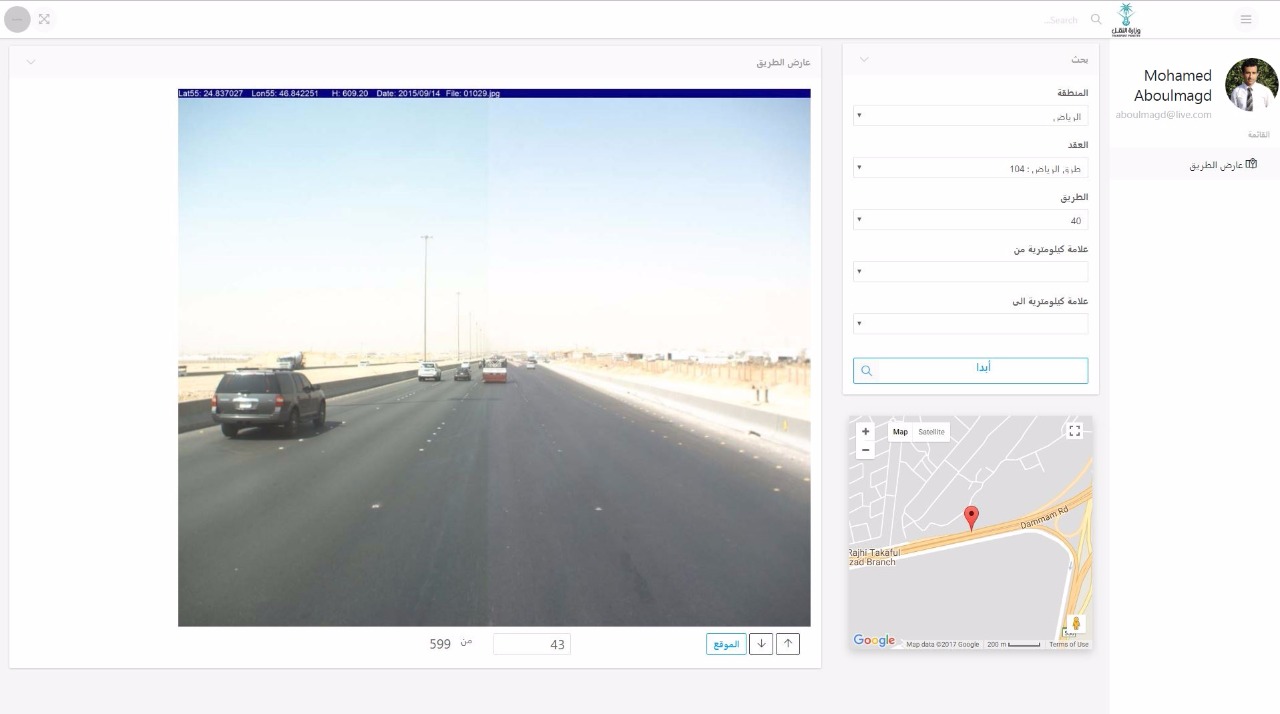 Search...
وزارة النقل
Mohamed
Aboulmagd
aboulmagd@live.com
القائمة
عارض الطريق
بحث
المنطقة
الرياض
العقد
طرق الرياض : 104
الطريق
40
علامة كيلومترية من
علامة كيلومترية الى
أبدا
Map
Satellite
Dammam Rd
Rajhi Takaful
zad Branch
Google
Map data ©2017 Google
200 m
Terms of Use
عارض الطريق
Lat55: 24.837027 Lon55: 46.842251 H: 609.20 Date: 2015/09/14 File: 01029.jpg
الموقع
43
من
599